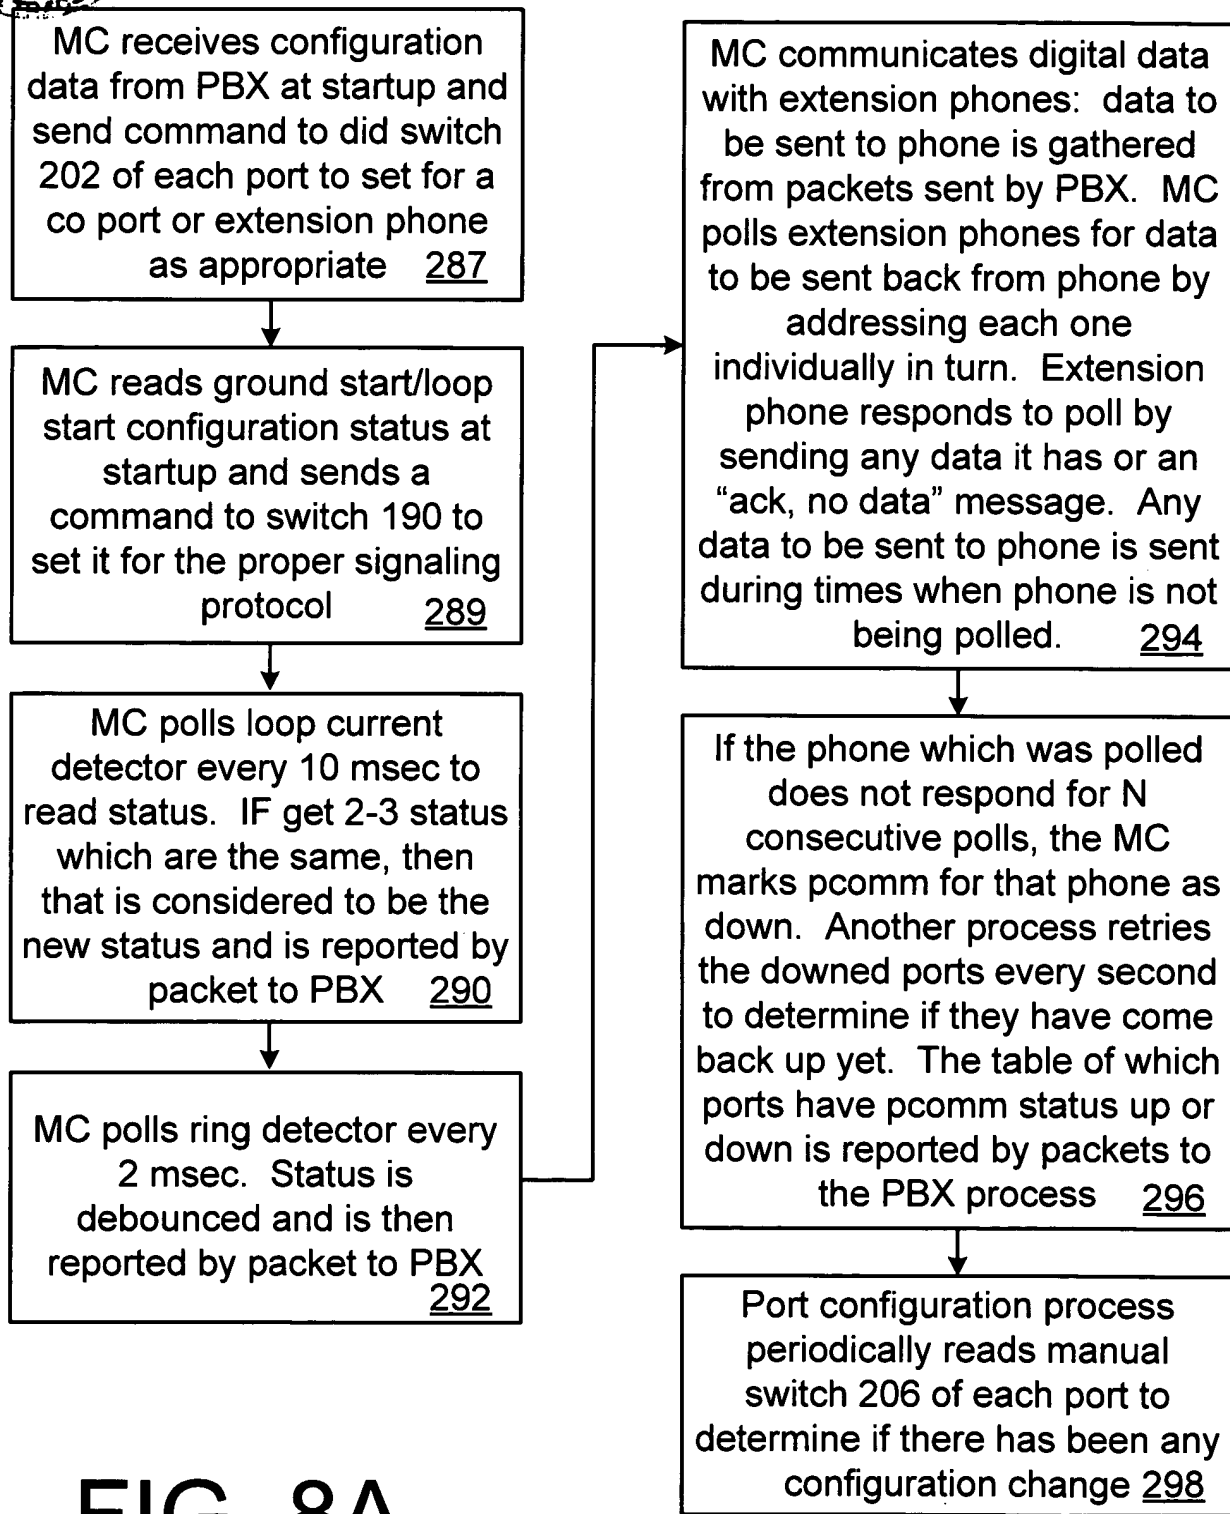 MC receives configuration
data from PBX at startup and
send command to did switch
202 of each port to set for a
co port or extension phone
as appropriate 287
MC reads ground start/loop
start configuration status at
startup and sends a
command to switch 190 to
set it for the proper signaling
protocol 289
MC polls loop current
detector every 10 msec to
read status. IF get 2-3 status
which are the same, then
that is considered to be the
new status and is reported by
packet to PBX 290
MC polls ring detector every
2 msec. Status is
debounced and is then
reported by packet to PBX
292
MC communicates digital data
with extension phones: data to
be sent to phone is gathered
from packets sent by PBX. MC
polls extension phones for data
to be sent back from phone by
addressing each one
individually in turn. Extension
phone responds to poll by
sending any data it has or an
“ack, no data” message. Any
data to be sent to phone is sent
during times when phone is not
being polled. 294
If the phone which was polled
does not respond for N
consecutive polls, the MC
marks pcomm for that phone as
down. Another process retries
the downed ports every second
to determine if they have come
back up yet. The table of which
ports have pcomm status up or
down is reported by packets to
the PBX process 296
Port configuration process
periodically reads manual
switch 206 of each port to
determine if there has been any
configuration change 298
FIG. 8A